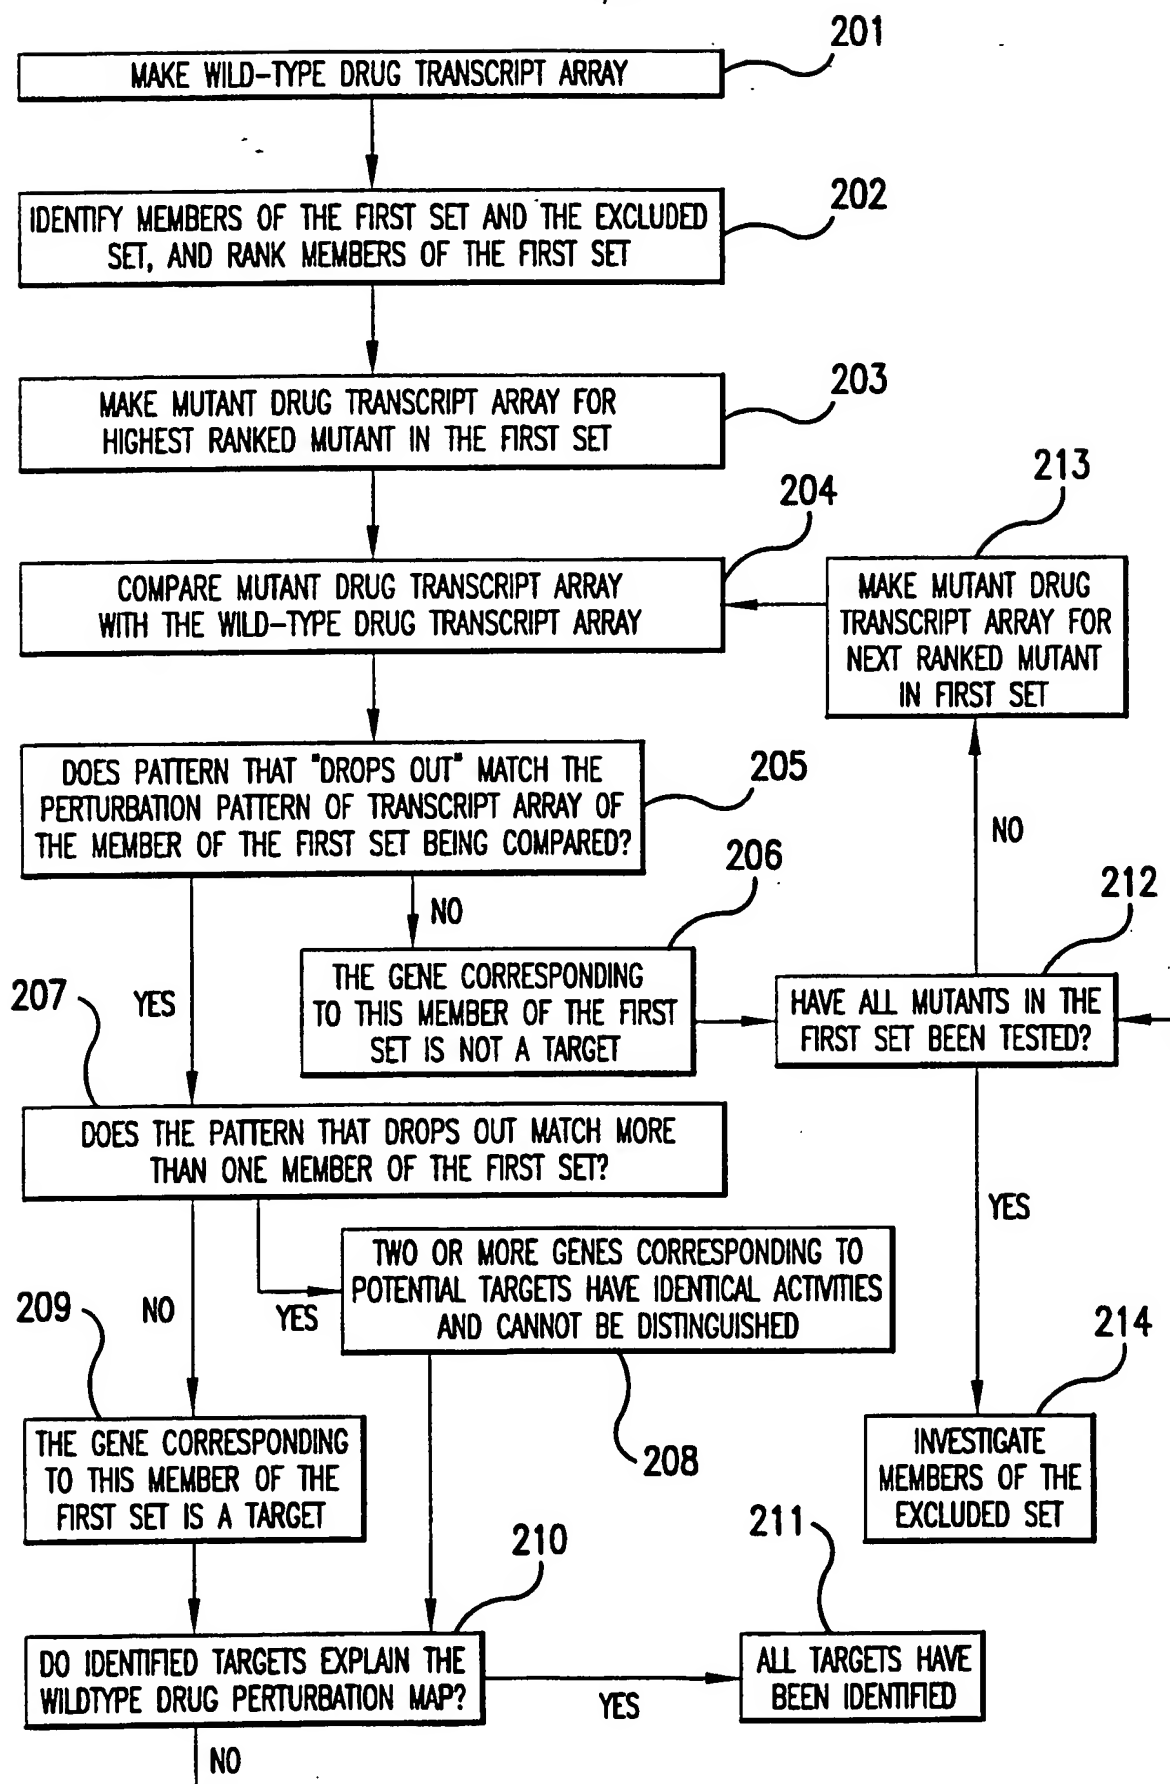 201
MAKE WILD-TYPE DRUG TRANSCRIPT ARRAY
202
IDENTIFY MEMBERS OF THE FIRST SET AND THE EXCLUDED
SET, AND RANK MEMBERS OF THE FIRST SET
203
MAKE MUTANT DRUG TRANSCRIPT ARRAY FOR
HIGHEST RANKED MUTANT IN THE FIRST SET
204
COMPARE MUTANT DRUG TRANSCRIPT ARRAY
WITH THE WILD-TYPE DRUG TRANSCRIPT ARRAY
213
MAKE MUTANT DRUG
TRANSCRIPT ARRAY FOR
NEXT RANKED MUTANT
IN FIRST SET
205
DOES PATTERN THAT "DROPS OUT" MATCH THE
PERTURBATION PATTERN OF TRANSCRIPT ARRAY OF
THE MEMBER OF THE FIRST SET BEING COMPARED?
NO
206
NO
THE GENE CORRESPONDING
TO THIS MEMBER OF THE FIRST
SET IS NOT A TARGET
212
HAVE ALL MUTANTS IN THE
FIRST SET BEEN TESTED?
207
YES
DOES THE PATTERN THAT DROPS OUT MATCH MORE
THAN ONE MEMBER OF THE FIRST SET?
YES
TWO OR MORE GENES CORRESPONDING TO
POTENTIAL TARGETS HAVE IDENTICAL ACTIVITIES
AND CANNOT BE DISTINGUISHED
209
NO
YES
208
214
INVESTIGATE
MEMBERS OF THE
EXCLUDED SET
THE GENE CORRESPONDING
TO THIS MEMBER OF THE
FIRST SET IS A TARGET
210
211
DO IDENTIFIED TARGETS EXPLAIN THE
WILDTYPE DRUG PERTURBATION MAP?
YES
ALL TARGETS HAVE
BEEN IDENTIFIED
NO